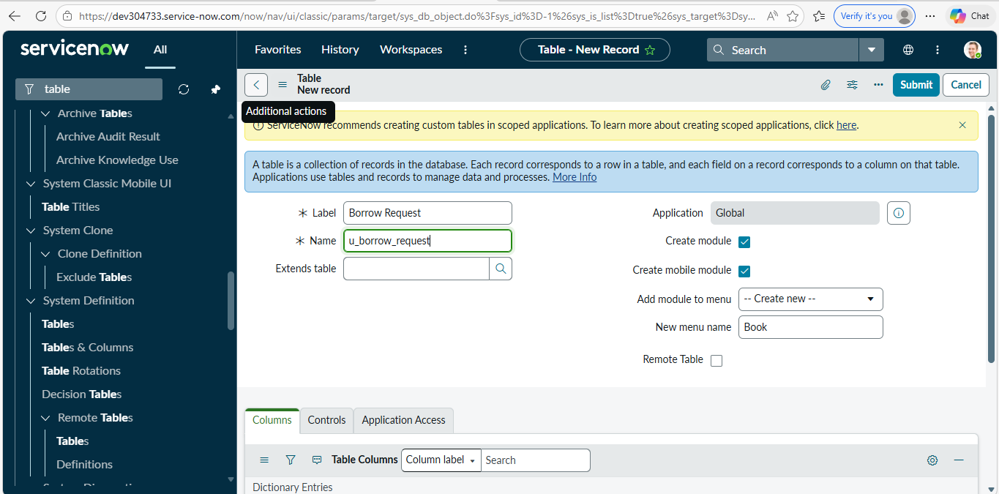 https://dev304733.service-now.com/now/nav/ui/classic/params/target/sys_db_object.do%3Fsys_id%3D-1%26sys_is_list%3Dtrue%26sys_target%3Dsy...
Verify it's you
Chat
servicenow
All
Favorites
History
Workspaces
Table - New Record
Search
table
Archive Tables
Archive Audit Result
Archive Knowledge Use
System Classic Mobile UI
Table Titles
System Clone
Clone Definition
Exclude Tables
System Definition
Tables
Tables & Columns
Table Rotations
Decision Tables
Remote Tables
Tables
Definitions
Table
New record
Submit
Cancel
Additional actions
ServiceNow recommends creating custom tables in scoped applications. To learn more about creating scoped applications, click here.
A table is a collection of records in the database. Each record corresponds to a row in a table, and each field on a record corresponds to a column on that table.
Applications use tables and records to manage data and processes. More Info
Label
Borrow Request
Name
u_borrow_request
Extends table
Application
Global
Create module
Create mobile module
Add module to menu
-- Create new --
New menu name
Book
Remote Table
Columns
Controls
Application Access
Table Columns
Column label
Search
Dictionary Entries